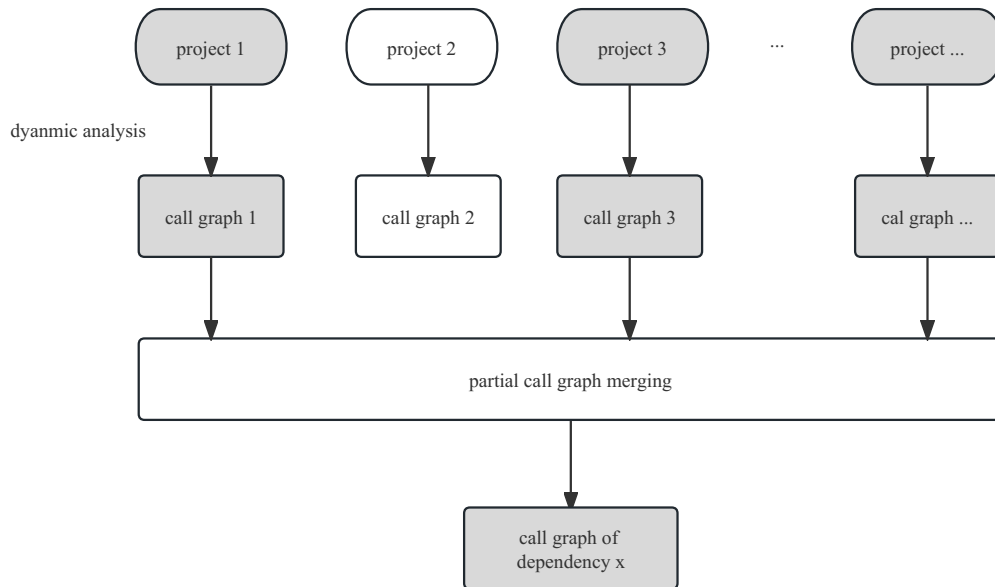 project 1
project 2
project 3
...
project ...
dyanmic analysis
call graph 1
call graph 2
call graph 3
cal graph ...
partial call graph merging
call graph of
dependency x